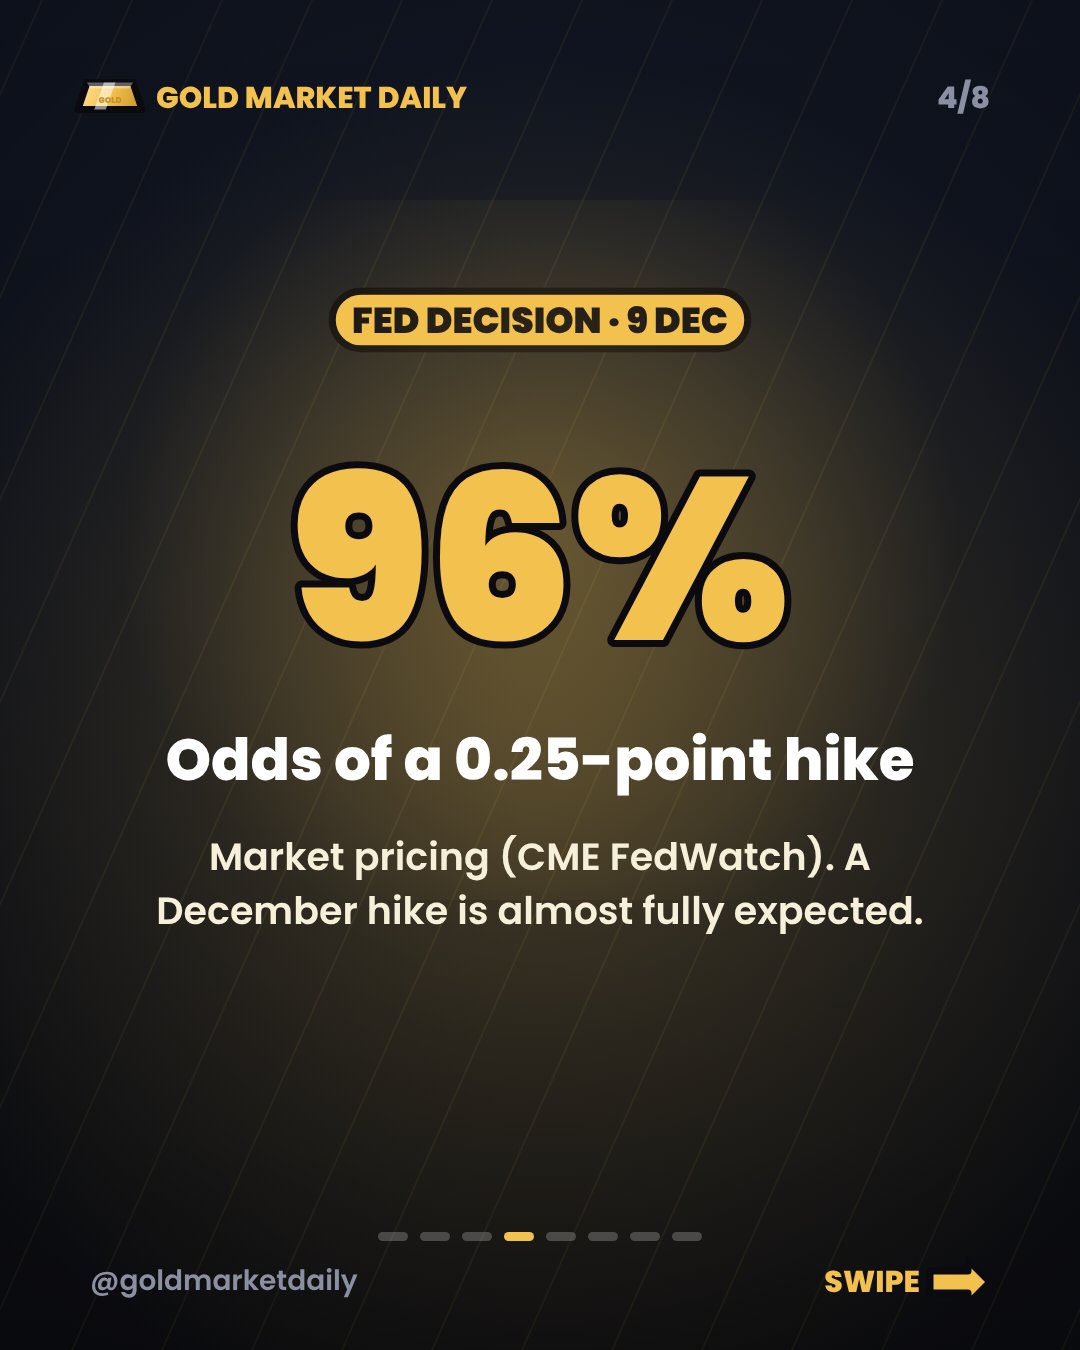 GOLD
GOLD MARKET DAILY
4/8
FED DECISION · 9 DEC
96%
Odds of a 0.25-point hike
Market pricing (CME FedWatch). A
December hike is almost fully expected.
@goldmarketdaily
SWIPE